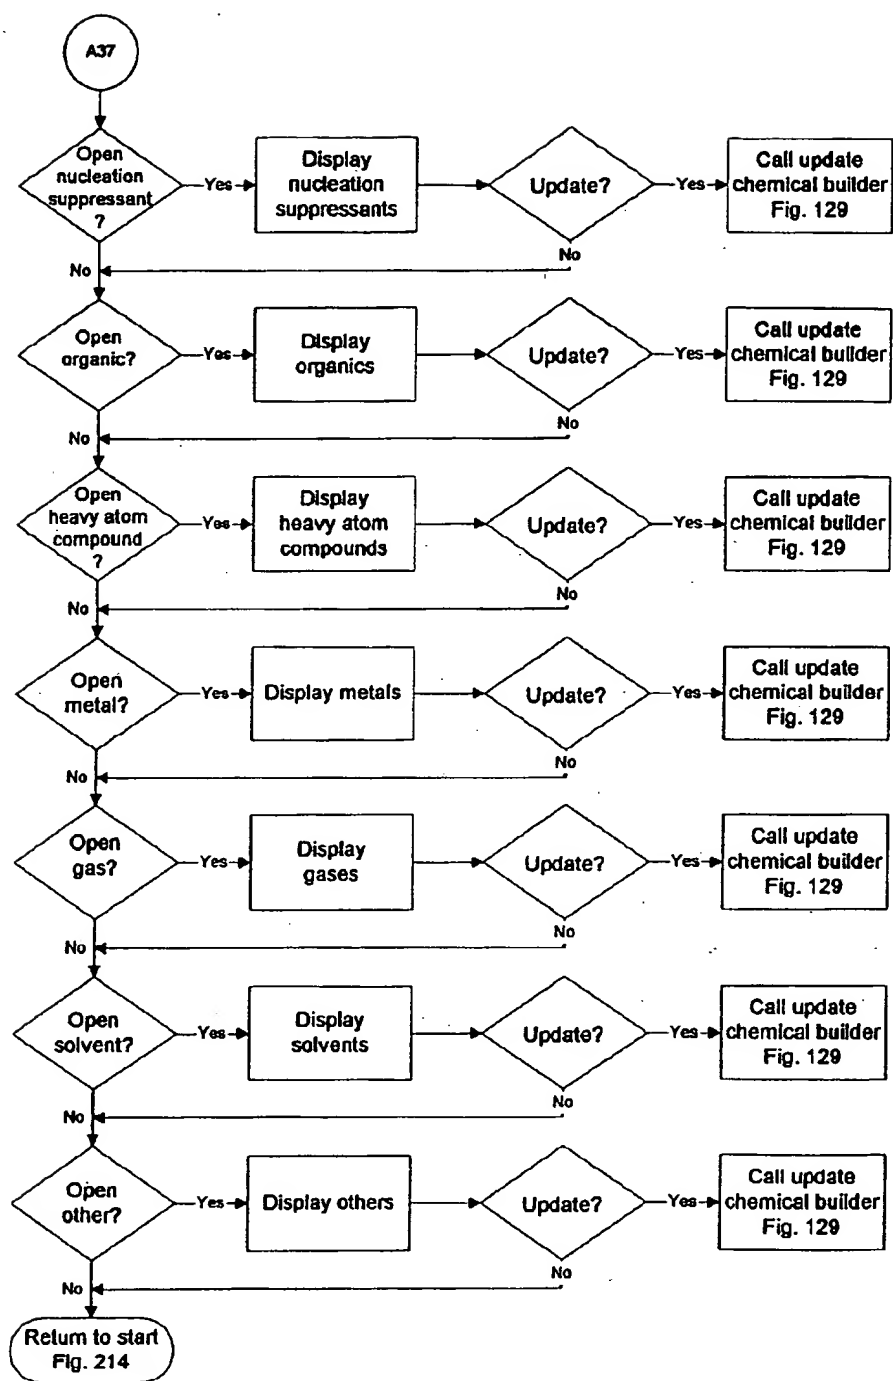 A37
Open
nucleation
suppressant
?
Yes
Display
nucleation
suppressants
Update?
Yes
Call update
chemical builder
Fig. 129
No
No
Open
organic?
Yes
Display
organics
Update?
Yes
Call update
chemical builder
Fig. 129
No
No
Open
heavy atom
compound
?
Yes
Display
heavy atom
compounds
Update?
Yes
Call update
chemical builder
Fig. 129
No
No
Open
metal?
Yes
Display metals
Update?
Yes
Call update
chemical builder
Fig. 129
No
No
Open
gas?
Yes
Display
gases
Update?
Yes
Call update
chemical builder
Fig. 129
No
No
Open
solvent?
Yes
Display
solvents
Update?
Yes
Call update
chemical builder
Fig. 129
No
No
Open
other?
Yes
Display others
Update?
Yes
Call update
chemical builder
Fig. 129
No
No
Return to start
Fig. 214